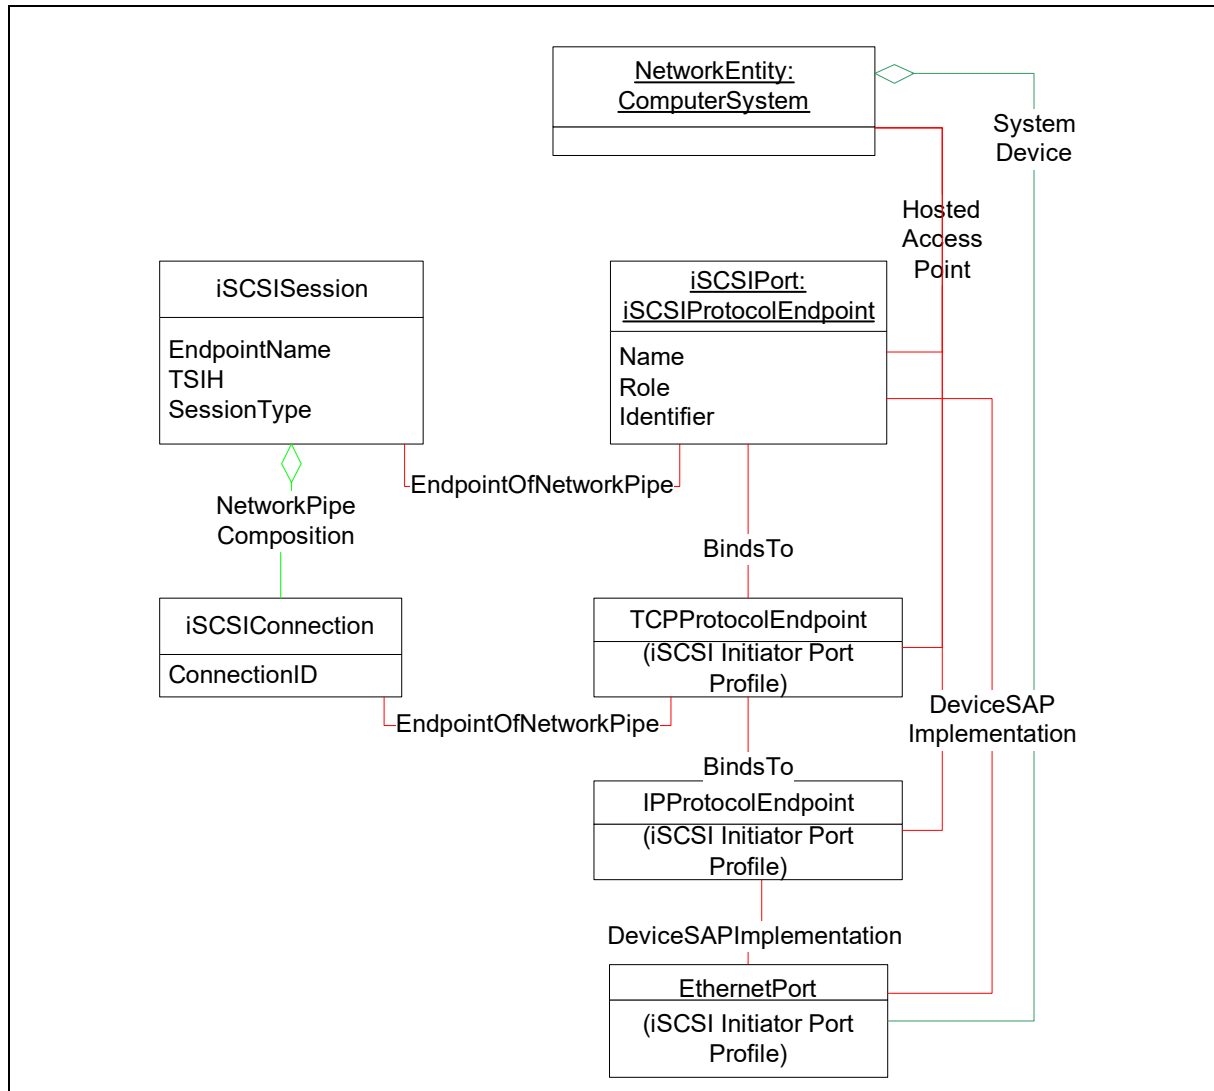 NetworkEntity:
ComputerSystem
System
Device
Hosted
Access
Point
iSCSISession
EndpointName
TSIH
SessionType
iSCSIPort:
iSCSIProtocolEndpoint
Name
Role
Identifier
EndpointOfNetworkPipe
NetworkPipe
Composition
BindsTo
iSCSIConnection
ConnectionID
TCPProtocolEndpoint
(iSCSI Initiator Port
Profile)
EndpointOfNetworkPipe
DeviceSAP
Implementation
BindsTo
IPProtocolEndpoint
(iSCSI Initiator Port
Profile)
DeviceSAPImplementation
EthernetPort
(iSCSI Initiator Port
Profile)